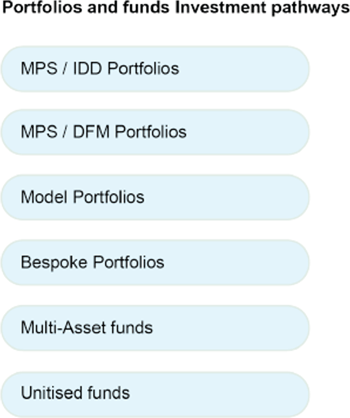 Portfolios and funds Investment pathways
MPS / IDD Portfolios
MPS / DFM Portfolios
Model Portfolios
Bespoke Portfolios
Multi-Asset funds
Unitised funds